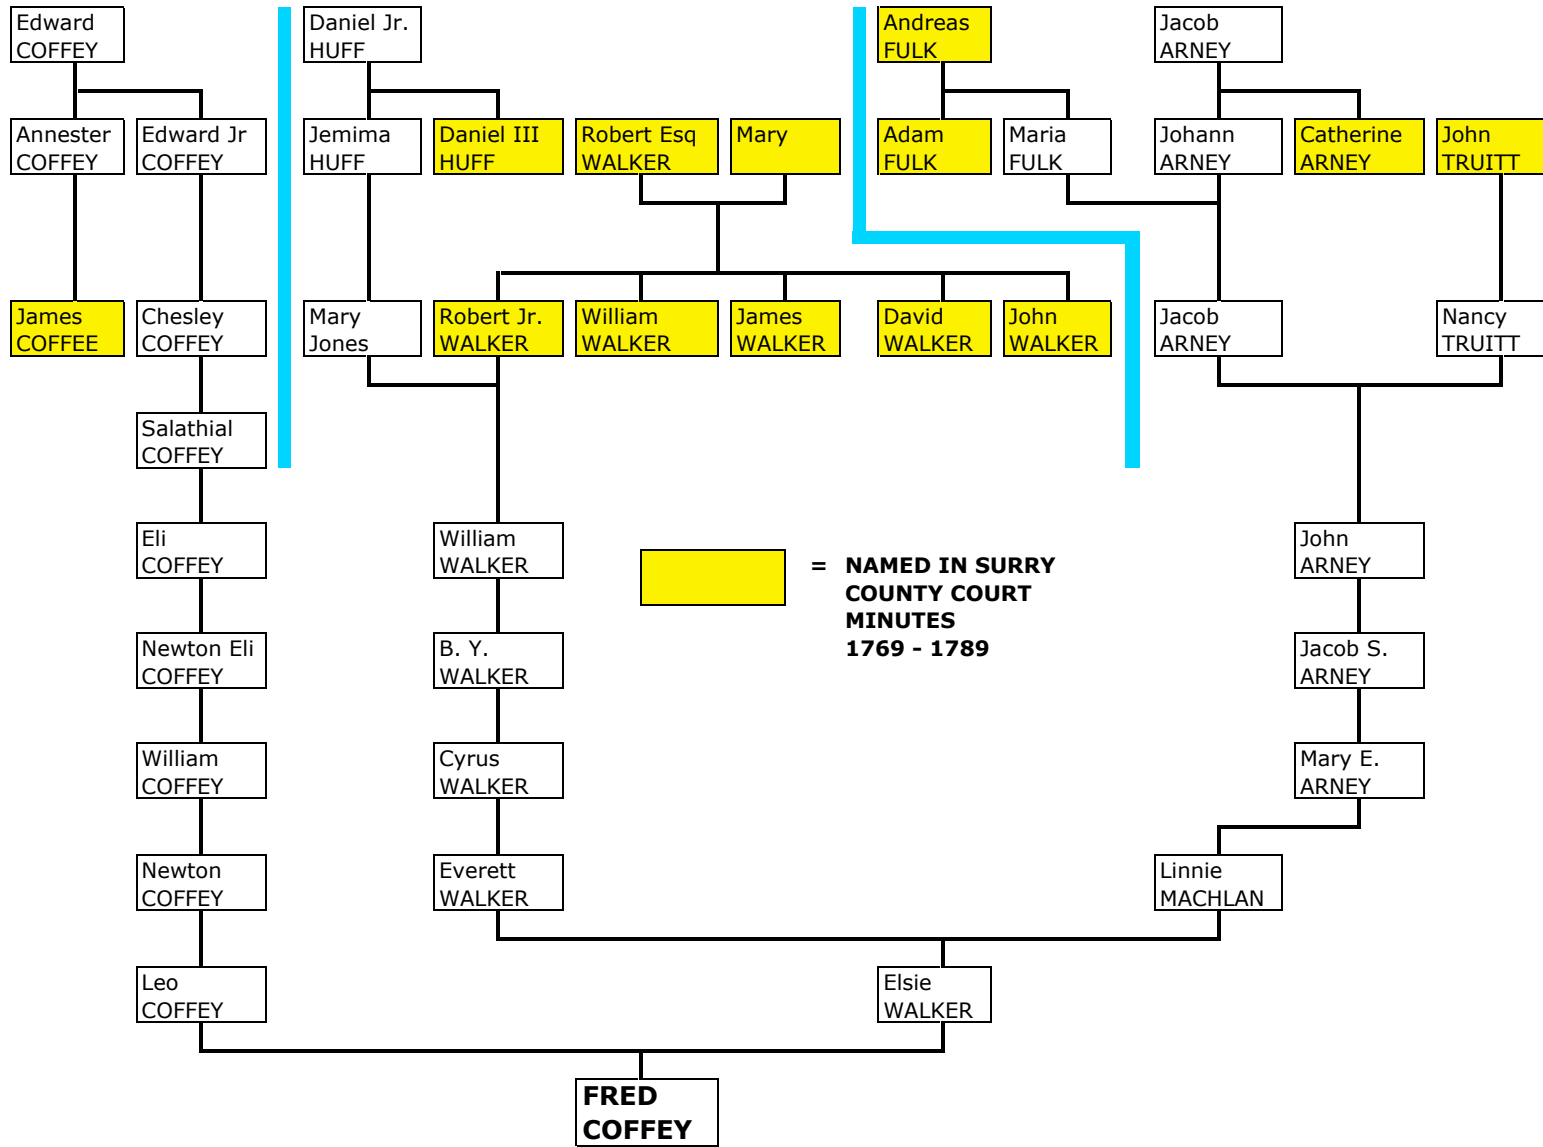 Edward
COFFEY
Daniel Jr.
HUFF
Andreas
FULK
Jacob
ARNEY
Annester
COFFEY
Edward Jr
COFFEY
Jemima
HUFF
Daniel III
HUFF
Robert Esq
WALKER
Mary
Adam
FULK
Maria
FULK
Johann
ARNEY
Catherine
ARNEY
John
TRUITT
James
COFFEE
Chesley
COFFEY
Mary
Jones
Robert Jr.
WALKER
William
WALKER
James
WALKER
David
WALKER
John
WALKER
Jacob
ARNEY
Nancy
TRUITT
Salathial
COFFEY
Eli
COFFEY
William
WALKER
= NAMED IN SURRY
COUNTY COURT
MINUTES
1769 - 1789
John
ARNEY
Newton Eli
COFFEY
B. Y.
WALKER
Jacob S.
ARNEY
William
COFFEY
Cyrus
WALKER
Mary E.
ARNEY
Newton
COFFEY
Everett
WALKER
Linnie
MACHLAN
Leo
COFFEY
Elsie
WALKER
FRED
COFFEY